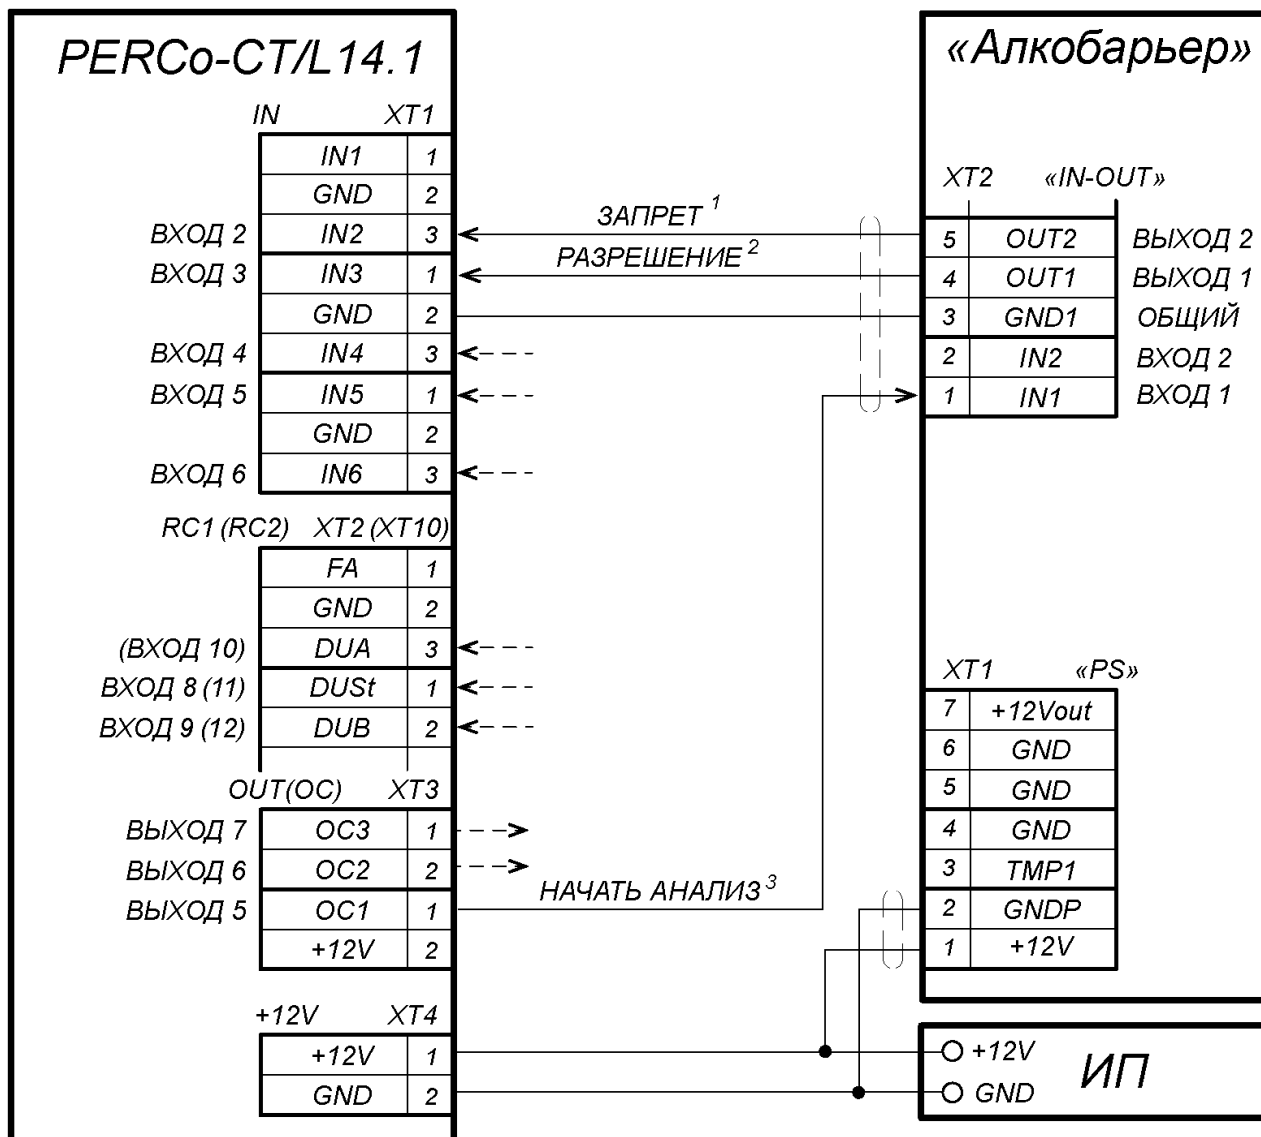 PERCo-CT/L14.1
IN XT1
IN1 1
GND 2
ВХОД 2 IN2 3
ВХОД 3 IN3 1
GND 2
ВХОД 4 IN4 3
ВХОД 5 IN5 1
GND 2
ВХОД 6 IN6 3
RC1 (RC2) XT2 (XT10)
FA 1
GND 2
(ВХОД 10) DUA 3
ВХОД 8 (11) DUSt 1
ВХОД 9 (12) DUB 2
OUT(OC) XT3
ВЫХОД 7 OC3 1
ВЫХОД 6 OC2 2
ВЫХОД 5 OC1 1
+12V 2
+12V XT4
+12V 1
GND 2
ЗАПРЕТ 1
РАЗРЕШЕНИЕ 2
НАЧАТЬ АНАЛИЗ 3
«Алкобарьер»
XT2 «IN-OUT»
5 OUT2 ВЫХОД 2
4 OUT1 ВЫХОД 1
3 GND1 ОБЩИЙ
2 IN2 ВХОД 2
1 IN1 ВХОД 1
XT1 «PS»
7 +12Vout
6 GND
5 GND
4 GND
3 TMP1
2 GNDP
1 +12V
+12V
GND
ИП